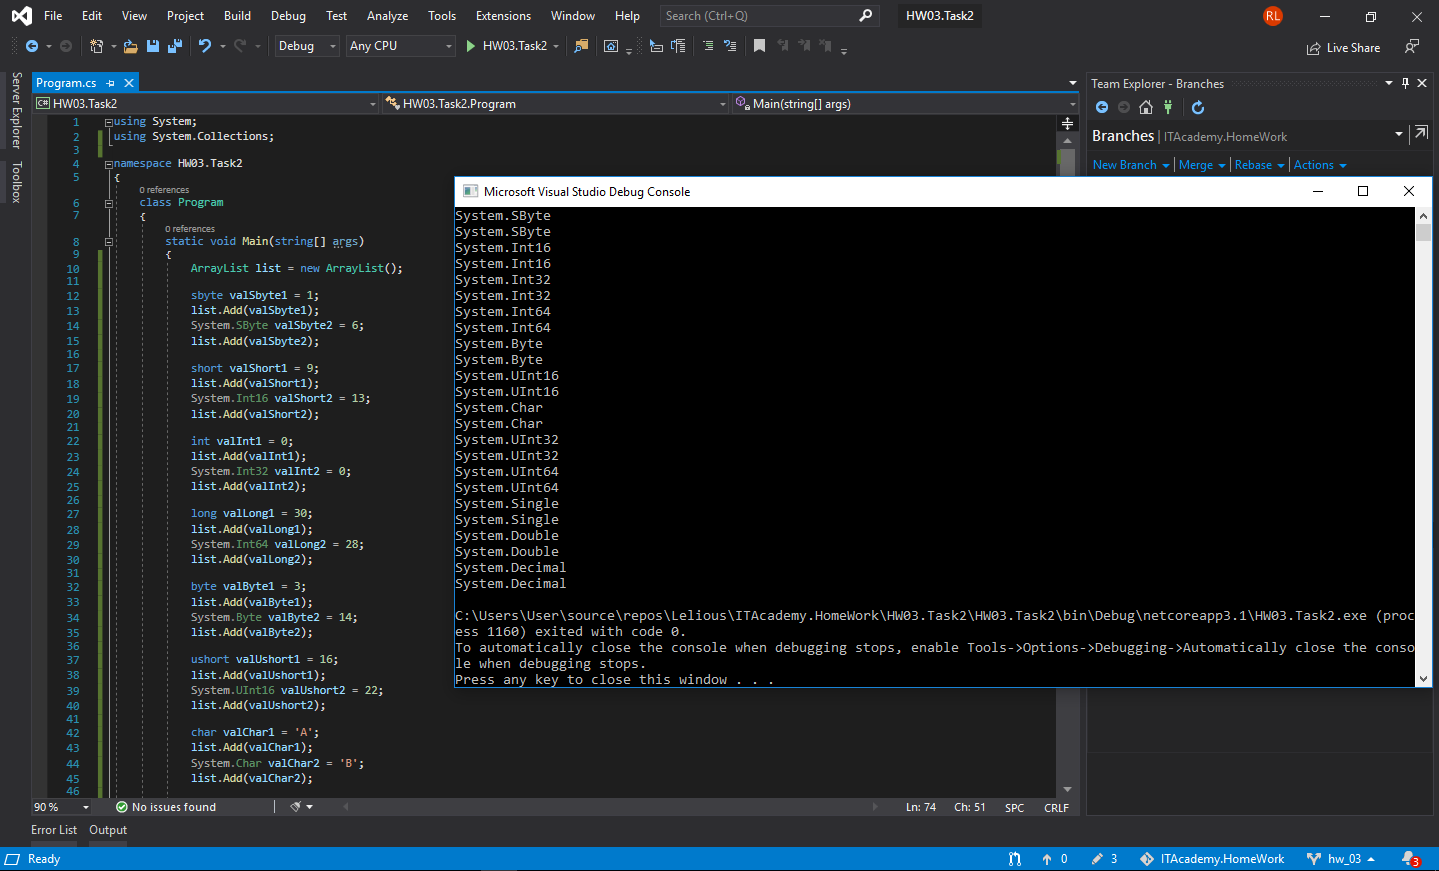 File Edit View Project Build Debug Test Analyze Tools Extensions Window Help Search (Ctrl+Q) HW03.Task2 RL
Debug Any CPU HW03.Task2 Live Share
Server Explorer
Toolbox
Program.cs
HW03.Task2 HW03.Task2.Program Main(string[] args)
1 using System;
2 using System.Collections;
3
4 namespace HW03.Task2
5 {
0 references
6 class Program
7 {
0 references
8 static void Main(string[] args)
9 {
10 ArrayList list = new ArrayList();
11
12 sbyte valSbyte1 = 1;
13 list.Add(valSbyte1);
14 System.SByte valSbyte2 = 6;
15 list.Add(valSbyte2);
16
17 short valShort1 = 9;
18 list.Add(valShort1);
19 System.Int16 valShort2 = 13;
20 list.Add(valShort2);
21
22 int valInt1 = 0;
23 list.Add(valInt1);
24 System.Int32 valInt2 = 0;
25 list.Add(valInt2);
26
27 long valLong1 = 30;
28 list.Add(valLong1);
29 System.Int64 valLong2 = 28;
30 list.Add(valLong2);
31
32 byte valByte1 = 3;
33 list.Add(valByte1);
34 System.Byte valByte2 = 14;
35 list.Add(valByte2);
36
37 ushort valUshort1 = 16;
38 list.Add(valUshort1);
39 System.UInt16 valUshort2 = 22;
40 list.Add(valUshort2);
41
42 char valChar1 = 'A';
43 list.Add(valChar1);
44 System.Char valChar2 = 'B';
45 list.Add(valChar2);
46
90 % No issues found Ln: 74 Ch: 51 SPC CRLF
Team Explorer - Branches
Branches | ITAcademy.HomeWork
New Branch | Merge | Rebase | Actions
Microsoft Visual Studio Debug Console
System.SByte
System.SByte
System.Int16
System.Int16
System.Int32
System.Int32
System.Int64
System.Int64
System.Byte
System.Byte
System.UInt16
System.UInt16
System.Char
System.Char
System.UInt32
System.UInt32
System.UInt64
System.UInt64
System.Single
System.Single
System.Double
System.Double
System.Decimal
System.Decimal
C:\Users\User\source\repos\Lelious\ITAcademy.HomeWork\HW03.Task2\HW03.Task2\bin\Debug\netcoreapp3.1\HW03.Task2.exe (proc
ess 1160) exited with code 0.
To automatically close the console when debugging stops, enable Tools->Options->Debugging->Automatically close the conso
le when debugging stops.
Press any key to close this window . . .
Error List Output
Ready 0 3 ITAcademy.HomeWork hw_03 3